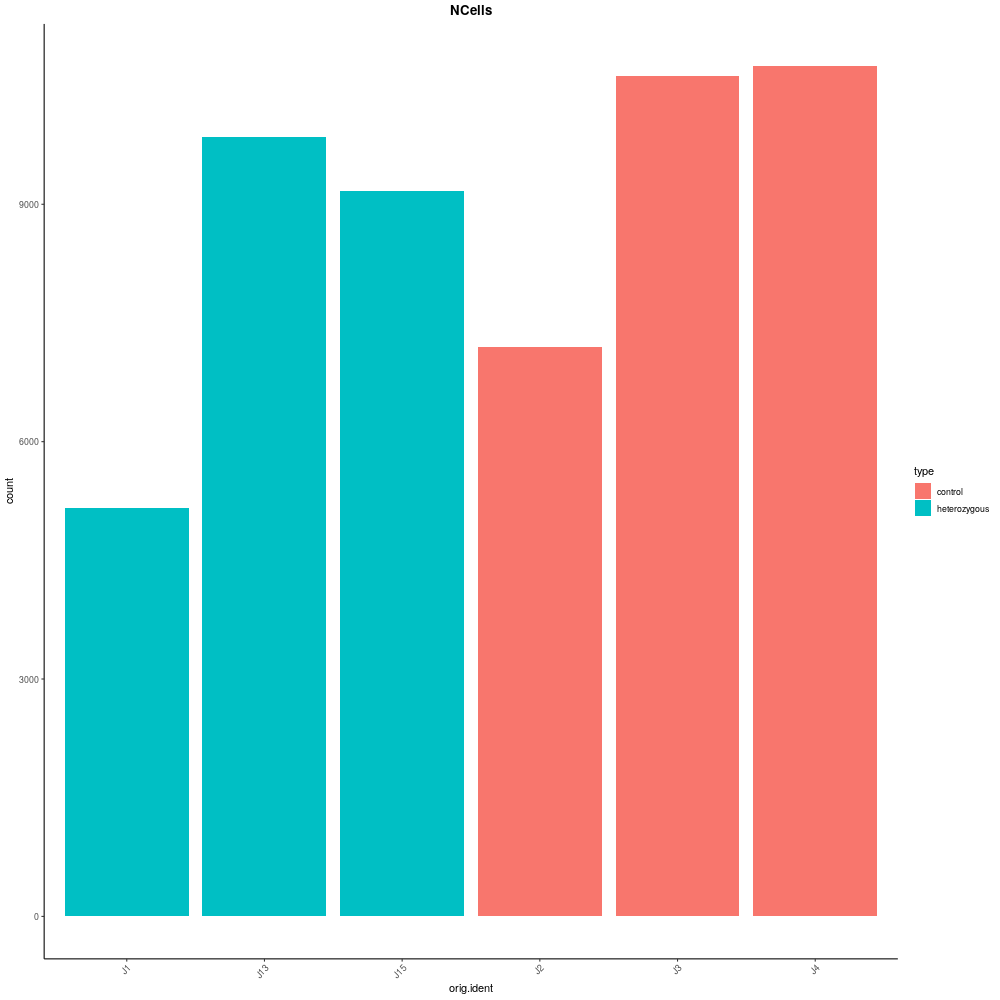 NCells
count
9000
6000
3000
0
J1
J13
J15
J2
J3
J4
orig.ident
type
control
heterozygous